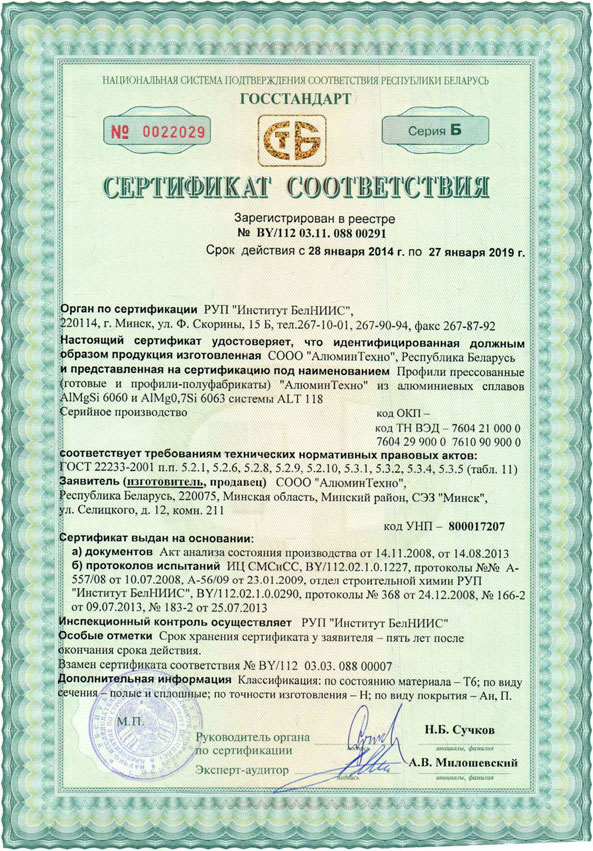 НАЦИОНАЛЬНАЯ СИСТЕМА ПОДТВЕРЖДЕНИЯ СООТВЕТСТВИЯ РЕСПУБЛИКИ БЕЛАРУСЬ
ГОССТАНДАРТ
№ 0022029
СТБ
Серия Б
СЕРТИФИКАТ СООТВЕТСТВИЯ
Зарегистрирован в реестре
№ BY/112 03.11. 088 00291
Срок действия с 28 января 2014 г. по 27 января 2019 г.
Орган по сертификации РУП "Институт БелНИИС",
220114, г. Минск, ул. Ф. Скорины, 15 Б, тел.267-10-01, 267-90-94, факс 267-87-92
Настоящий сертификат удостоверяет, что идентифицированная должным
образом продукция изготовленная СООО "АлюминТехно", Республика Беларусь
и представленная на сертификацию под наименованием Профили прессованные
(готовые и профили-полуфабрикаты) "АлюминТехно" из алюминиевых сплавов
AlMgSi 6060 и AlMg0,7Si 6063 системы ALT 118
Серийное производство код ОКП –
код ТН ВЭД – 7604 21 000 0
7604 29 900 0 7610 90 900 0
соответствует требованиям технических нормативных правовых актов:
ГОСТ 22233-2001 п.п. 5.2.1, 5.2.6, 5.2.8, 5.2.9, 5.2.10, 5.3.1, 5.3.2, 5.3.4, 5.3.5 (табл. 11)
Заявитель (изготовитель, продавец) СООО "АлюминТехно",
Республика Беларусь, 220075, Минская область, Минский район, СЭЗ "Минск",
ул. Селицкого, д. 12, комн. 211
код УНП – 800017207
Сертификат выдан на основании:
а) документов Акт анализа состояния производства от 14.11.2008, от 14.08.2013
б) протоколов испытаний ИЦ СМСиСС, BY/112.02.1.0.1227, протоколы №№ А-
557/08 от 10.07.2008, А-56/09 от 23.01.2009, отдел строительной химии РУП
"Институт БелНИИС", BY/112.02.1.0.0290, протоколы № 368 от 24.12.2008, № 166-2
от 09.07.2013, № 183-2 от 25.07.2013
Инспекционный контроль осуществляет РУП "Институт БелНИИС"
Особые отметки Срок хранения сертификата у заявителя – пять лет после
окончания срока действия.
Взамен сертификата соответствия № BY/112 03.03. 088 00007
Дополнительная информация Классификация: по состоянию материала – Т6; по виду
сечения – полые и сплошные; по точности изготовления – Н; по виду покрытия – Ан, П.
М.П.
Руководитель органа
по сертификации
Н.Б. Сучков
инициалы, фамилия
Эксперт-аудитор
А.В. Милошевский
подпись
инициалы, фамилия